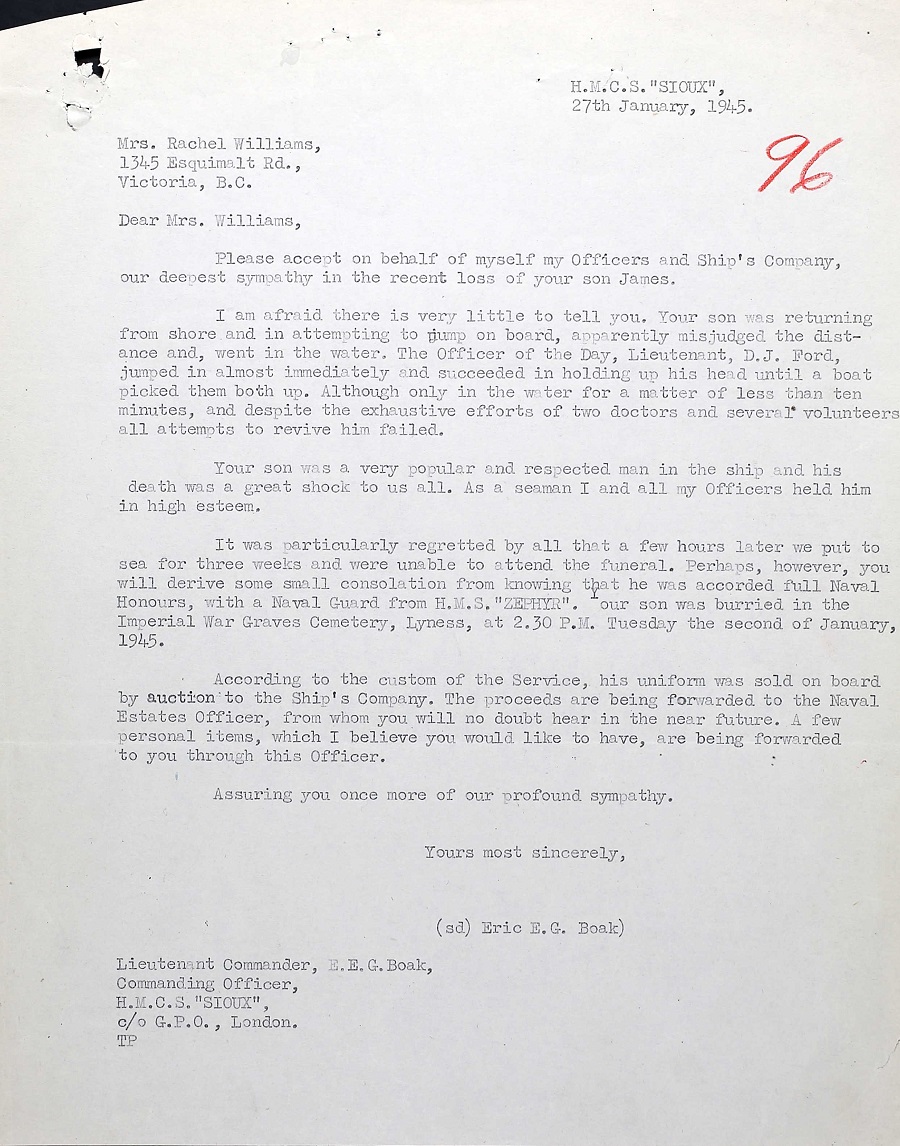 H.M.C.S."SIOUX",
27th January, 1945.
96
Mrs. Rachel Williams,
1345 Esquimalt Rd.,
Victoria, B.C.
Dear Mrs. Williams,
Please accept on behalf of myself my Officers and Ship's Company,
our deepest sympathy in the recent loss of your son James.
I am afraid there is very little to tell you. Your son was returning
from shore and in attempting to jump on board, apparently misjudged the dist-
ance and, went in the water. The Officer of the Day, Lieutenant, D.J. Ford,
jumped in almost immediately and succeeded in holding up his head until a boat
picked them both up. Although only in the water for a matter of less than ten
minutes, and despite the exhaustive efforts of two doctors and several volunteers
all attempts to revive him failed.
Your son was a very popular and respected man in the ship and his
death was a great shock to us all. As a seaman I and all my Officers held him
in high esteem.
It was particularly regretted by all that a few hours later we put to
sea for three weeks and were unable to attend the funeral. Perhaps, however, you
will derive some small consolation from knowing that he was accorded full Naval
Honours, with a Naval Guard from H.M.S."ZEPHYR". Your son was burried in the
Imperial War Graves Cemetery, Lyness, at 2.30 P.M. Tuesday the second of January,
1945.
According to the custom of the Service, his uniform was sold on board
by auction to the Ship's Company. The proceeds are being forwarded to the Naval
Estates Officer, from whom you will no doubt hear in the near future. A few
personal items, which I believe you would like to have, are being forwarded
to you through this Officer.
Assuring you once more of our profound sympathy.
Yours most sincerely,
(sd) Eric E.G. Boak)
Lieutenant Commander, E.E.G.Boak,
Commanding Officer,
H.M.C.S."SIOUX",
c/o G.P.O., London.
TP